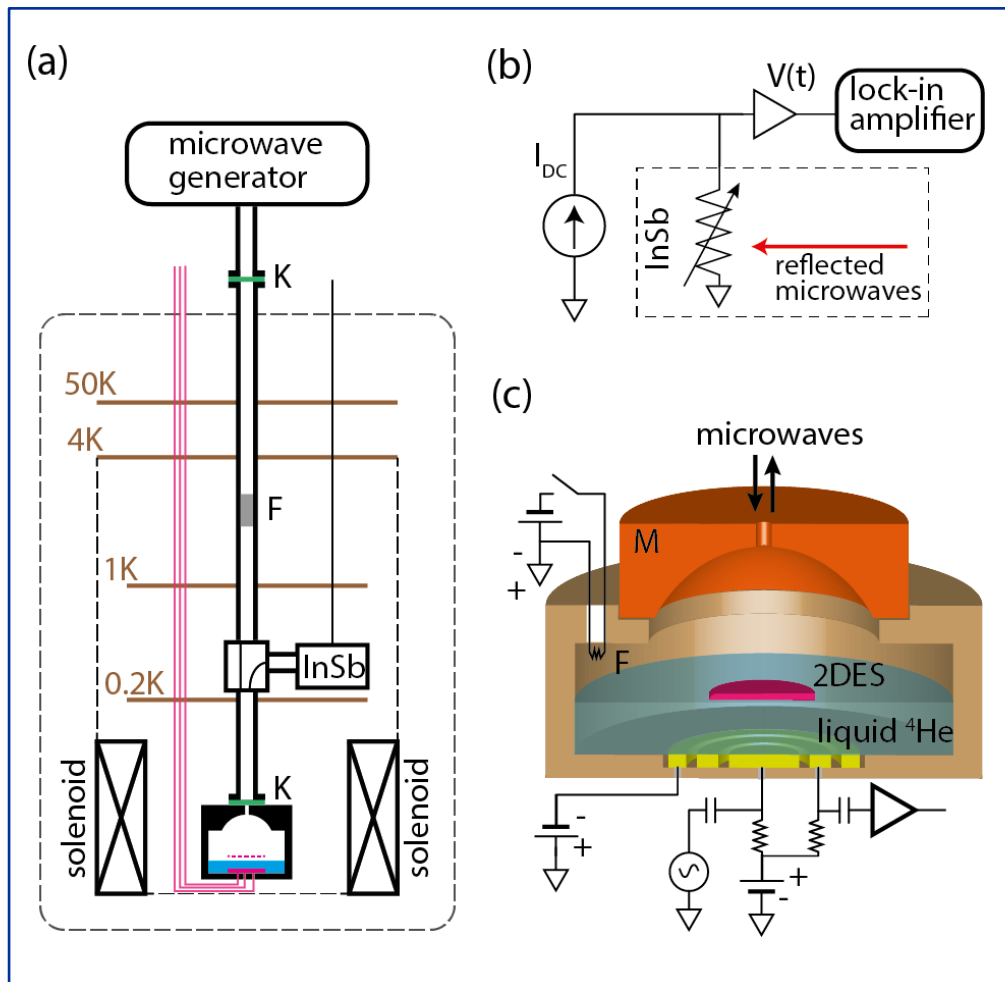 (a)
microwave
generator
K
50K
4K
F
1K
InSb
0.2K
solenoid
solenoid
K
(b)
V(t)
lock-in
amplifier
I_DC
InSb
reflected
microwaves
(c)
microwaves
M
-
+
F
2DES
liquid ⁴He
-
+
+
-